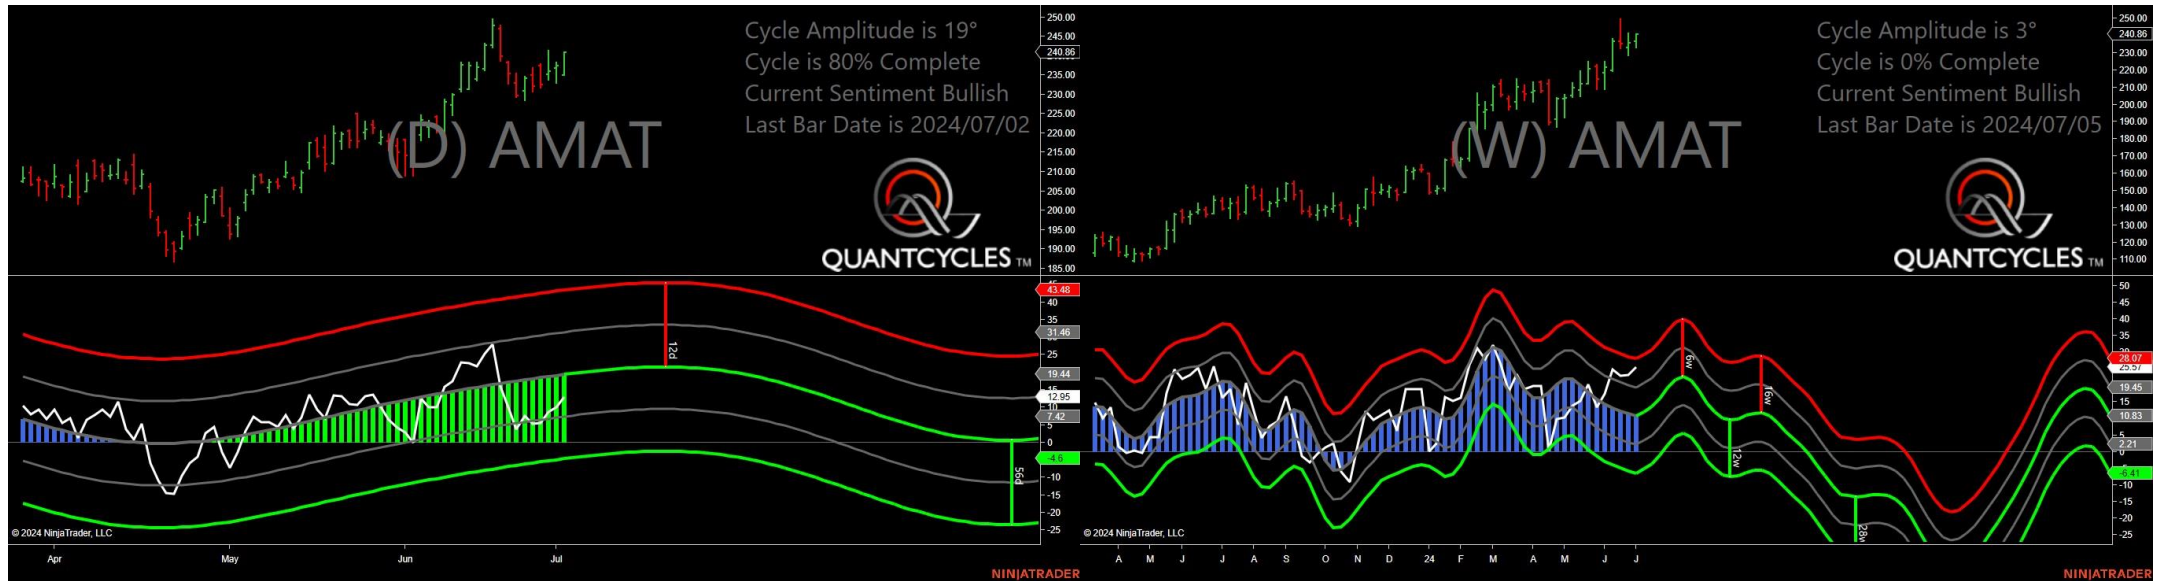 Cycle Amplitude is 19°
Cycle is 80% Complete
Current Sentiment Bullish
Last Bar Date is 2024/07/02
(D) AMAT
QUANTCYCLES TM
250.00
245.00
240.86
235.00
230.00
225.00
220.00
215.00
210.00
205.00
200.00
195.00
190.00
185.00
43.48
40
35
31.46
25
19.44
15
12.95
10
7.42
5
0
-4.6
-10
-15
-20
-25
12d
56d
© 2024 NinjaTrader, LLC
Apr May Jun Jul
NINJATRADER
Cycle Amplitude is 3°
Cycle is 0% Complete
Current Sentiment Bullish
Last Bar Date is 2024/07/05
(W) AMAT
QUANTCYCLES TM
250.00
240.86
230.00
220.00
210.00
200.00
190.00
180.00
170.00
160.00
150.00
140.00
130.00
120.00
110.00
50
45
40
35
28.07
25.57
19.45
15
10.83
5
2.21
-6.41
-10
-15
-20
-25
6w
16w
12w
28w
© 2024 NinjaTrader, LLC
A M J J A S O N D 24 F M A M J J
NINJATRADER